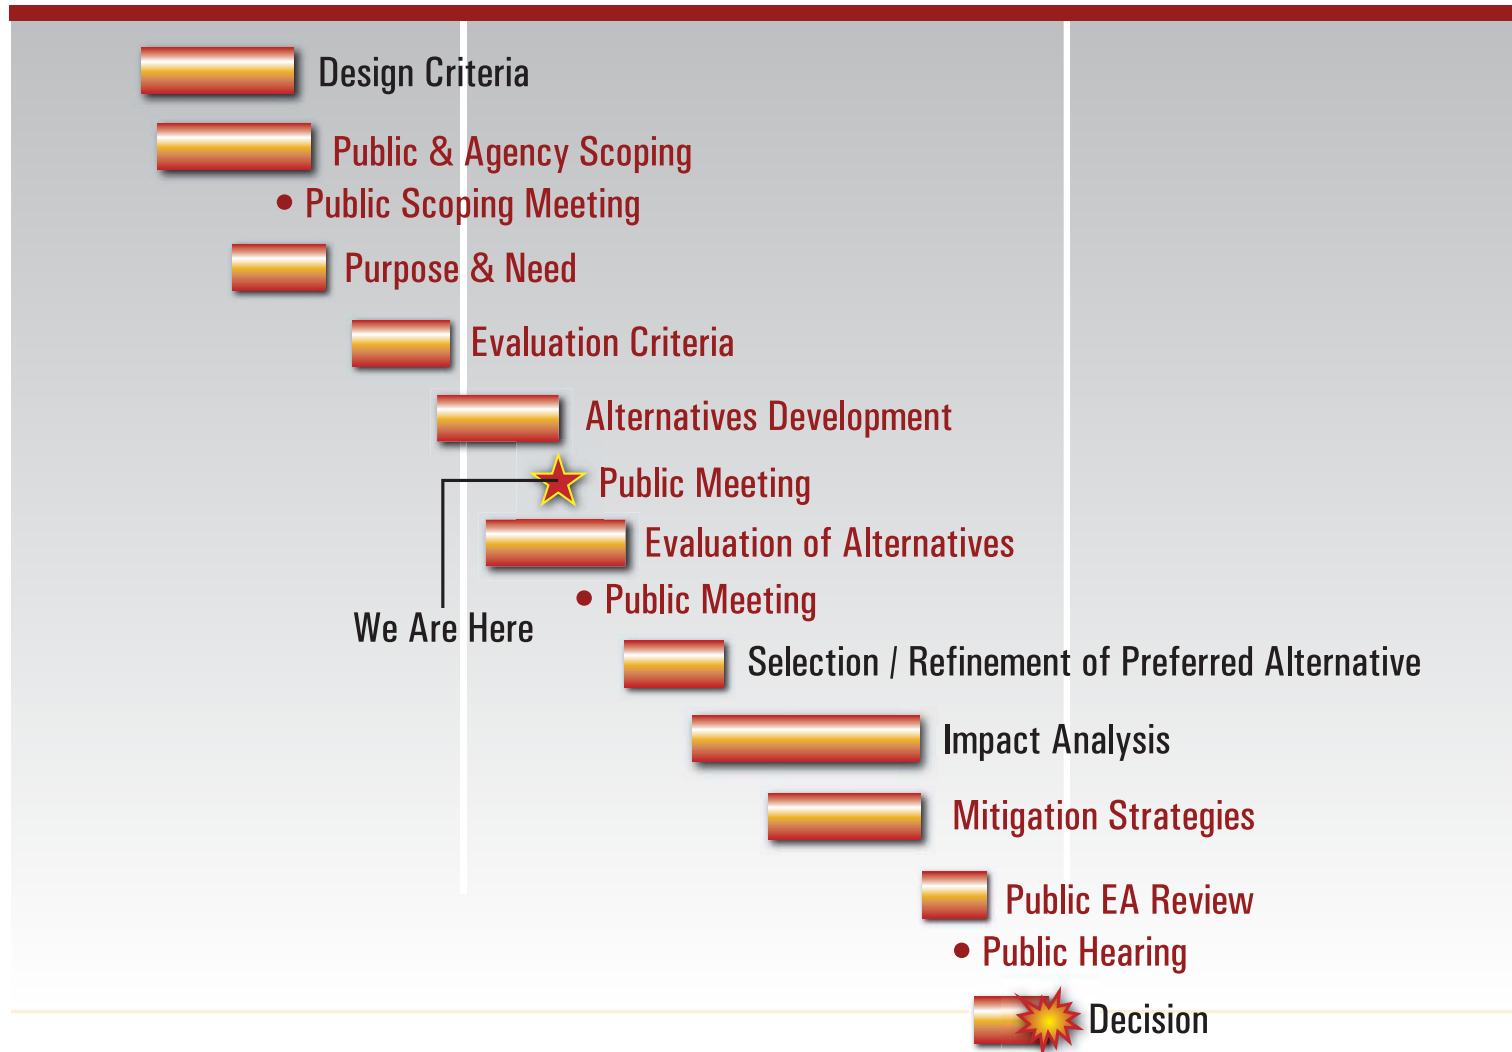 Design Criteria
Public & Agency Scoping
• Public Scoping Meeting
Purpose & Need
Evaluation Criteria
Alternatives Development
Public Meeting
Evaluation of Alternatives
• Public Meeting
We Are Here
Selection / Refinement of Preferred Alternative
Impact Analysis
Mitigation Strategies
Public EA Review
• Public Hearing
Decision